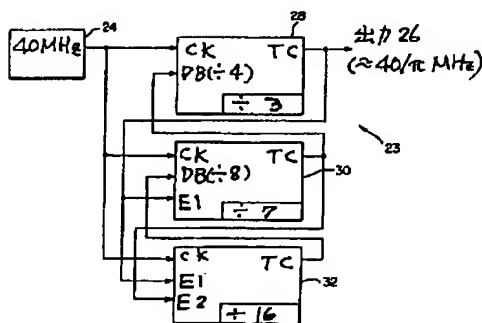 40MHz
24
28
CK TC
DB(÷4)
÷ 3
出力 26
(≈40/π MHz)
23
CK TC
DB(÷8)
E1
÷ 7
30
CK TC
E1
E2
÷ 16
32